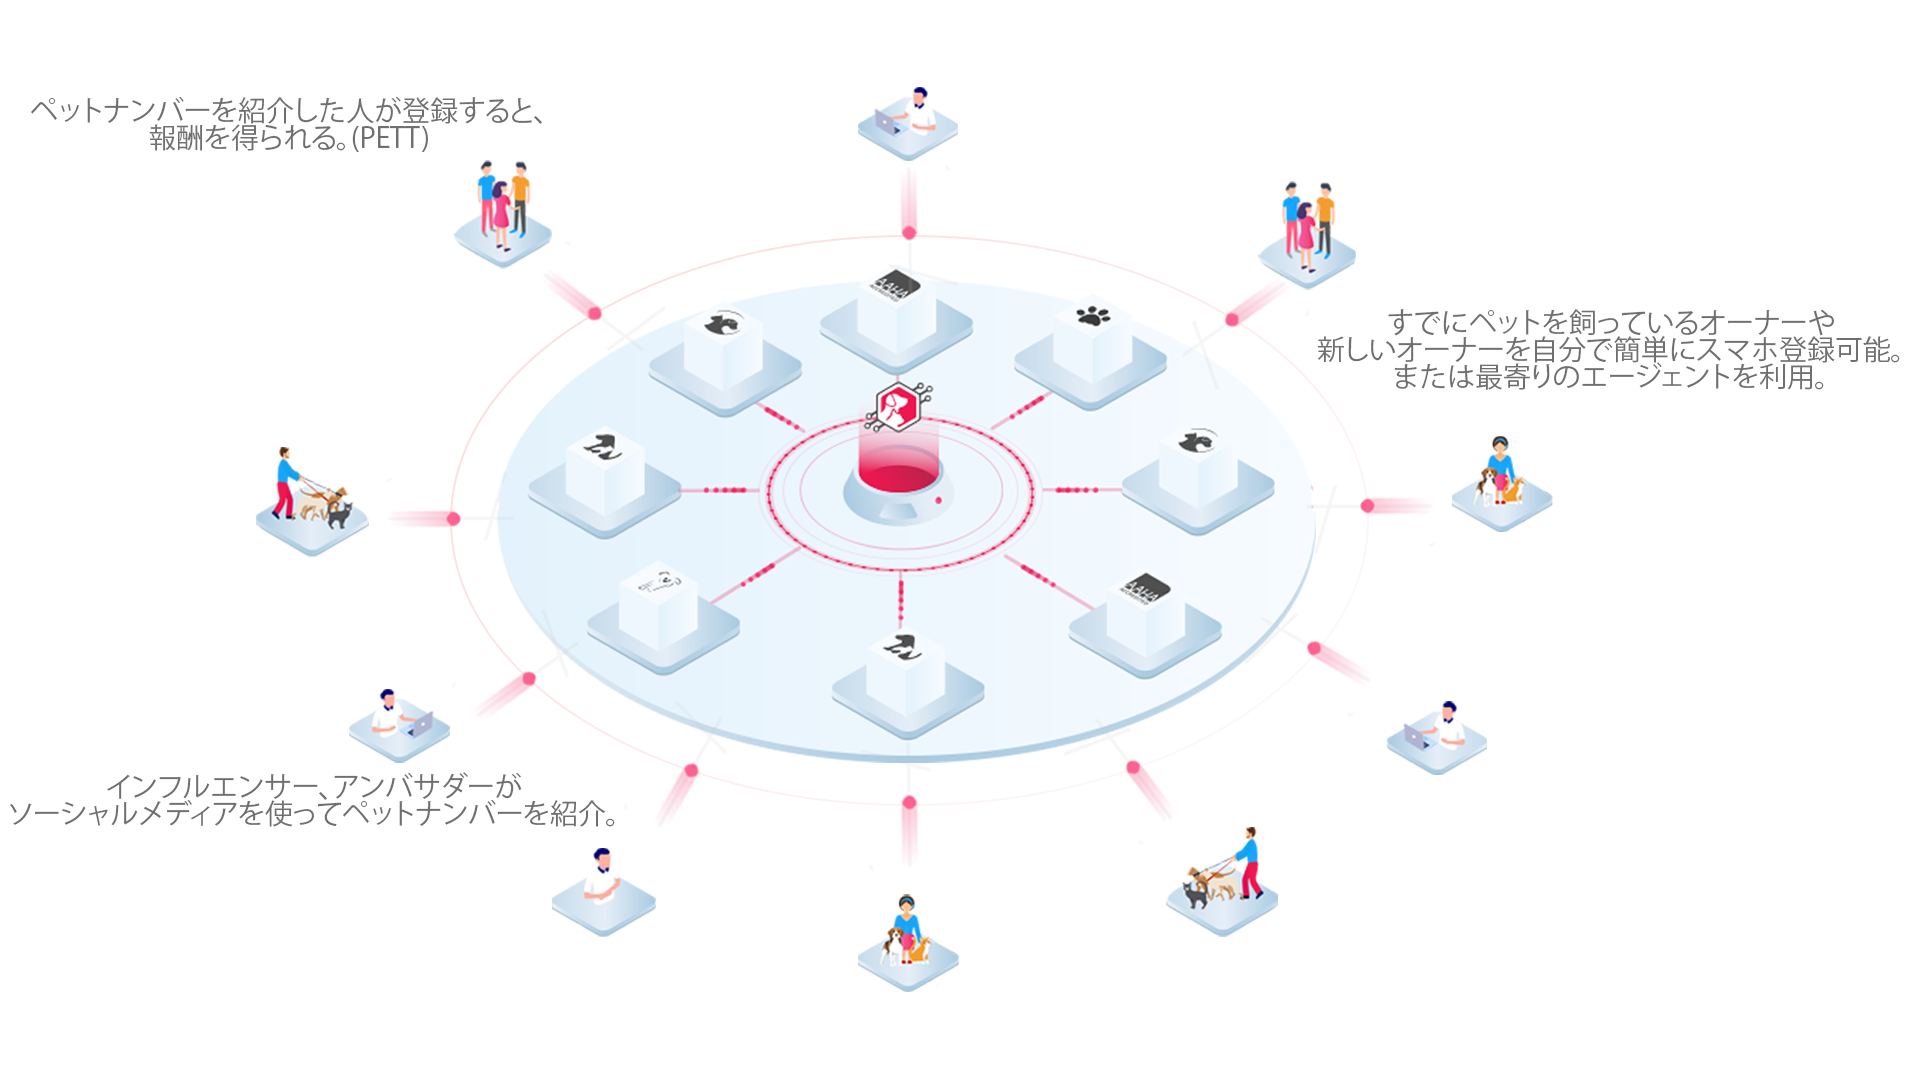 ペットナンバーを紹介した人が登録すると、
報酬を得られる。(PETT)
すでにペットを飼っているオーナーや
新しいオーナーを自分で簡単にスマホ登録可能。
または最寄りのエージェントを利用。
インフルエンサー、アンバサダーが
ソーシャルメディアを使ってペットナンバーを紹介。
AAHA
AAHA